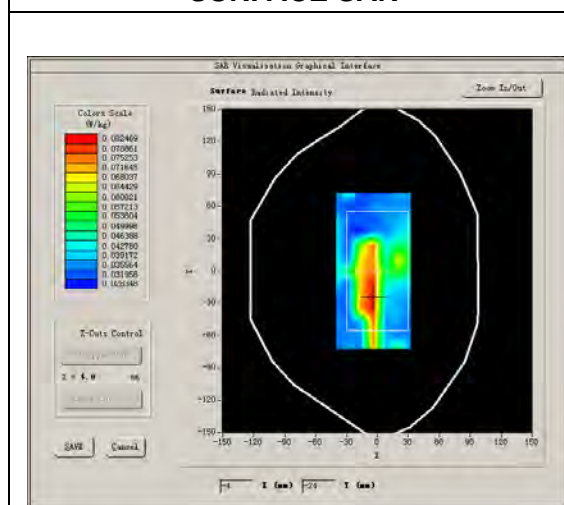 SURFACE SAR
SAR Visualisation Graphical Interface
Surface Radiated Intensity
Zoom In/Out
Colors Scale
(W/kg)
0.082469
0.078861
0.075253
0.071645
0.068037
0.064429
0.060821
0.057213
0.053604
0.049996
0.046388
0.042780
0.039172
0.035564
0.031956
0.028348
150
120
90
60
30
0
-30
-60
-90
-120
-150
Y
-150 -120 -90 -60 -30 0 30 60 90 120 150
X
Z-Cuts Control
Z = 4.0 mm
SAVE Cancel
-4 X (mm) -24 Y (mm)